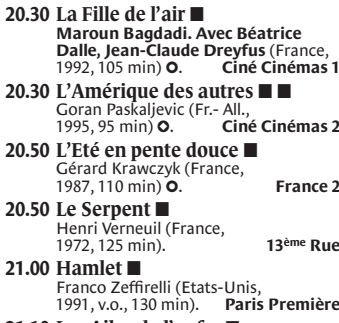 20.30 La Fille de l'air ■
Maroun Bagdadi. Avec Béatrice
Dalle, Jean-Claude Dreyfus (France,
1992, 105 min) O. Ciné Cinémas 1
20.30 L'Amérique des autres ■ ■
Goran Paskaljevic (Fr.- All.,
1995, 95 min) O. Ciné Cinémas 2
20.50 L'Eté en pente douce ■
Gérard Krawczyk (France,
1987, 110 min) O. France 2
20.50 Le Serpent ■
Henri Verneuil (France,
1972, 125 min). 13ème Rue
21.00 Hamlet ■
Franco Zeffirelli (Etats-Unis,
1991, v.o., 130 min). Paris Première